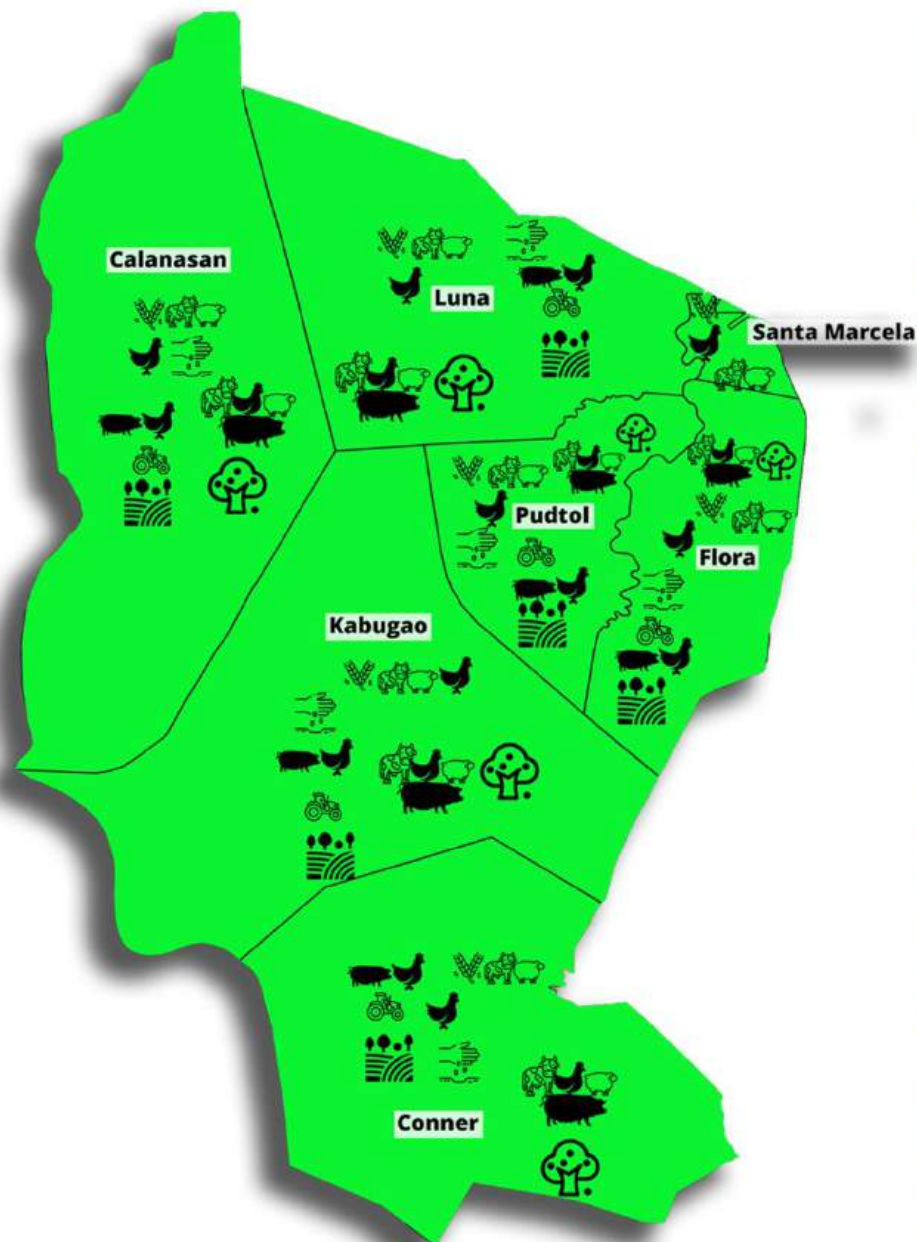 Calanasan
Luna
Santa Marcela
Pudtol
Flora
Kabugao
Conner